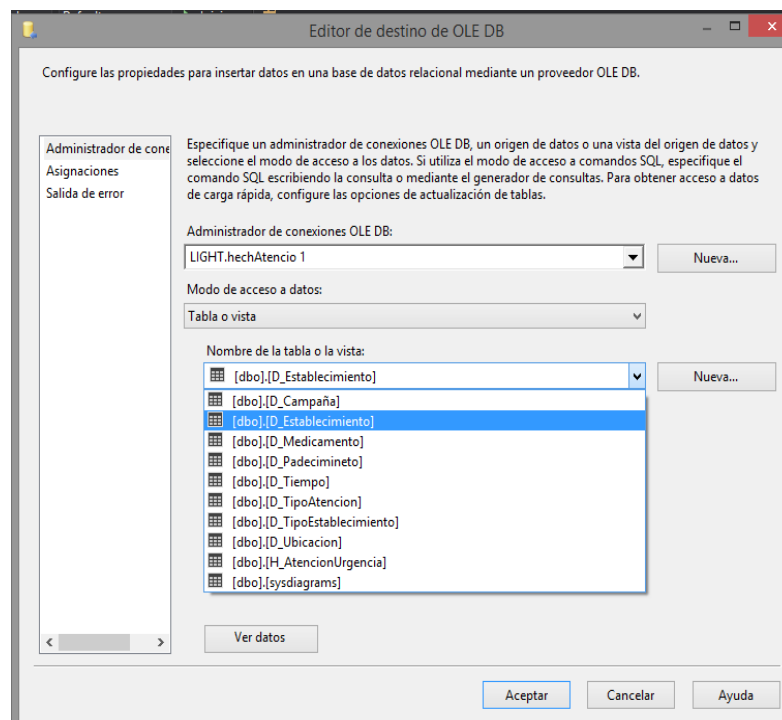 Editor de destino de OLE DB
Configure las propiedades para insertar datos en una base de datos relacional mediante un proveedor OLE DB.
Administrador de cone
Asignaciones
Salida de error
Especifique un administrador de conexiones OLE DB, un origen de datos o una vista del origen de datos y
seleccione el modo de acceso a los datos. Si utiliza el modo de acceso a comandos SQL, especifique el
comando SQL escribiendo la consulta o mediante el generador de consultas. Para obtener acceso a datos
de carga rápida, configure las opciones de actualización de tablas.
Administrador de conexiones OLE DB:
LIGHT.hechAtencio 1
Nueva...
Modo de acceso a datos:
Tabla o vista
Nombre de la tabla o la vista:
[dbo].[D_Establecimiento]
Nueva...
[dbo].[D_Campaña]
[dbo].[D_Establecimiento]
[dbo].[D_Medicamento]
[dbo].[D_Padecimineto]
[dbo].[D_Tiempo]
[dbo].[D_TipoAtencion]
[dbo].[D_TipoEstablecimiento]
[dbo].[D_Ubicacion]
[dbo].[H_AtencionUrgencia]
[dbo].[sysdiagrams]
Ver datos
Aceptar
Cancelar
Ayuda